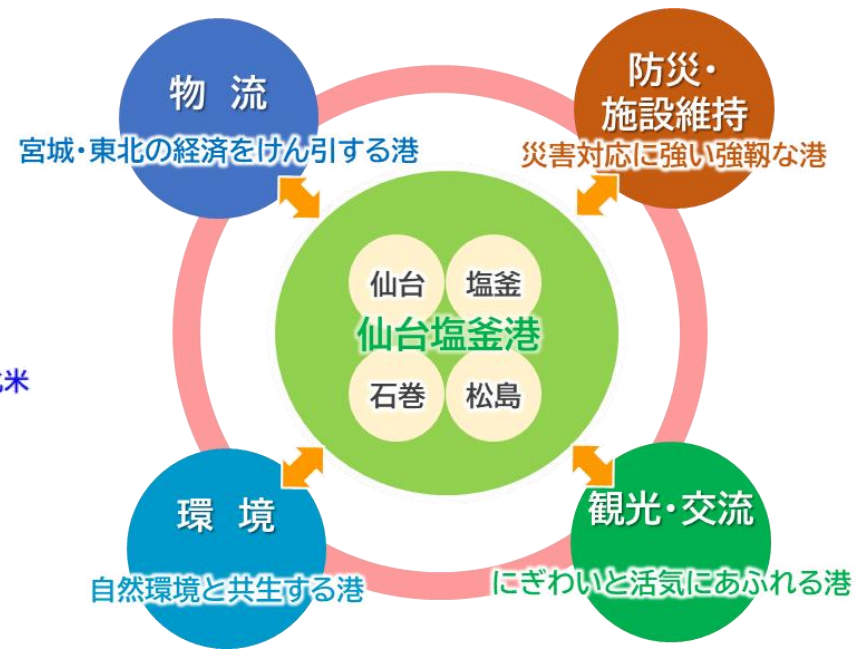 物 流
宮城・東北の経済をけん引する港
防災・
施設維持
災害対応に強い強靭な港
仙台
塩釜
仙台塩釜港
石巻
松島
米
環 境
自然環境と共生する港
観光・交流
にぎわいと活気にあふれる港